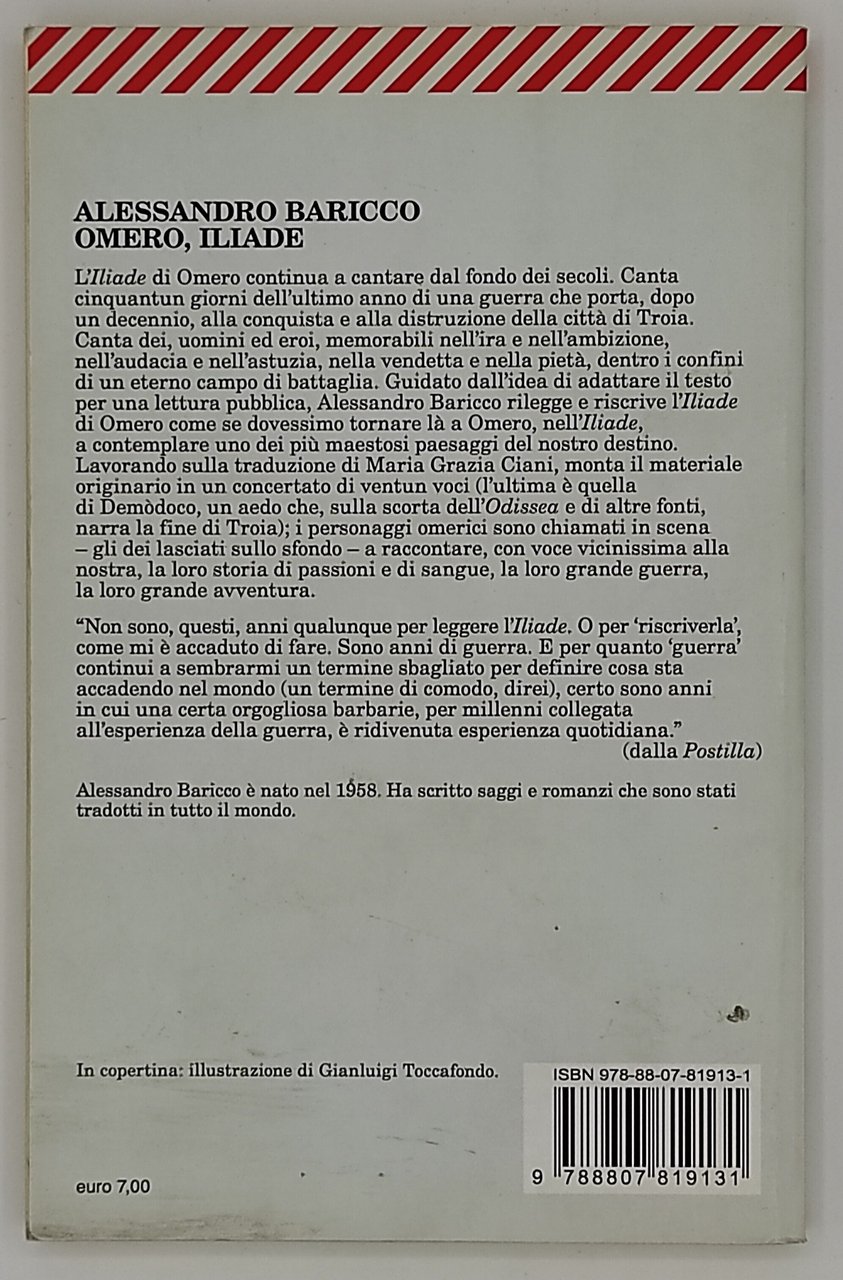 ALESSANDRO BARICCO
OMERO, ILIADE
L'Iliade di Omero continua a cantare dal fondo dei secoli. Canta
cinquantun giorni dell'ultimo anno di una guerra che porta, dopo
un decennio, alla conquista e alla distruzione della città di Troia.
Canta dei, uomini ed eroi, memorabili nell'ira e nell'ambizione,
nell'audacia e nell'astuzia, nella vendetta e nella pietà, dentro i confini
di un eterno campo di battaglia. Guidato dall'idea di adattare il testo
per una lettura pubblica, Alessandro Baricco rilegge e riscrive l'Iliade
di Omero come se dovessimo tornare là a Omero, nell'Iliade,
a contemplare uno dei più maestosi paesaggi del nostro destino.
Lavorando sulla traduzione di Maria Grazia Ciani, monta il materiale
originario in un concertato di ventun voci (l'ultima è quella
di Demòdoco, un aedo che, sulla scorta dell'Odissea e di altre fonti,
narra la fine di Troia); i personaggi omerici sono chiamati in scena
– gli dei lasciati sullo sfondo – a raccontare, con voce vicinissima alla
nostra, la loro storia di passioni e di sangue, la loro grande guerra,
la loro grande avventura.
“Non sono, questi, anni qualunque per leggere l'Iliade. O per ‘riscriverla’,
come mi è accaduto di fare. Sono anni di guerra. E per quanto ‘guerra’
continui a sembrarmi un termine sbagliato per definire cosa sta
accadendo nel mondo (un termine di comodo, direi), certo sono anni
in cui una certa orgogliosa barbarie, per millenni collegata
all'esperienza della guerra, è ridivenuta esperienza quotidiana.”
(dalla Postilla)
Alessandro Baricco è nato nel 1958. Ha scritto saggi e romanzi che sono stati
tradotti in tutto il mondo.
In copertina: illustrazione di Gianluigi Toccafondo.
ISBN 978-88-07-81913-1
9 788807 819131
euro 7,00